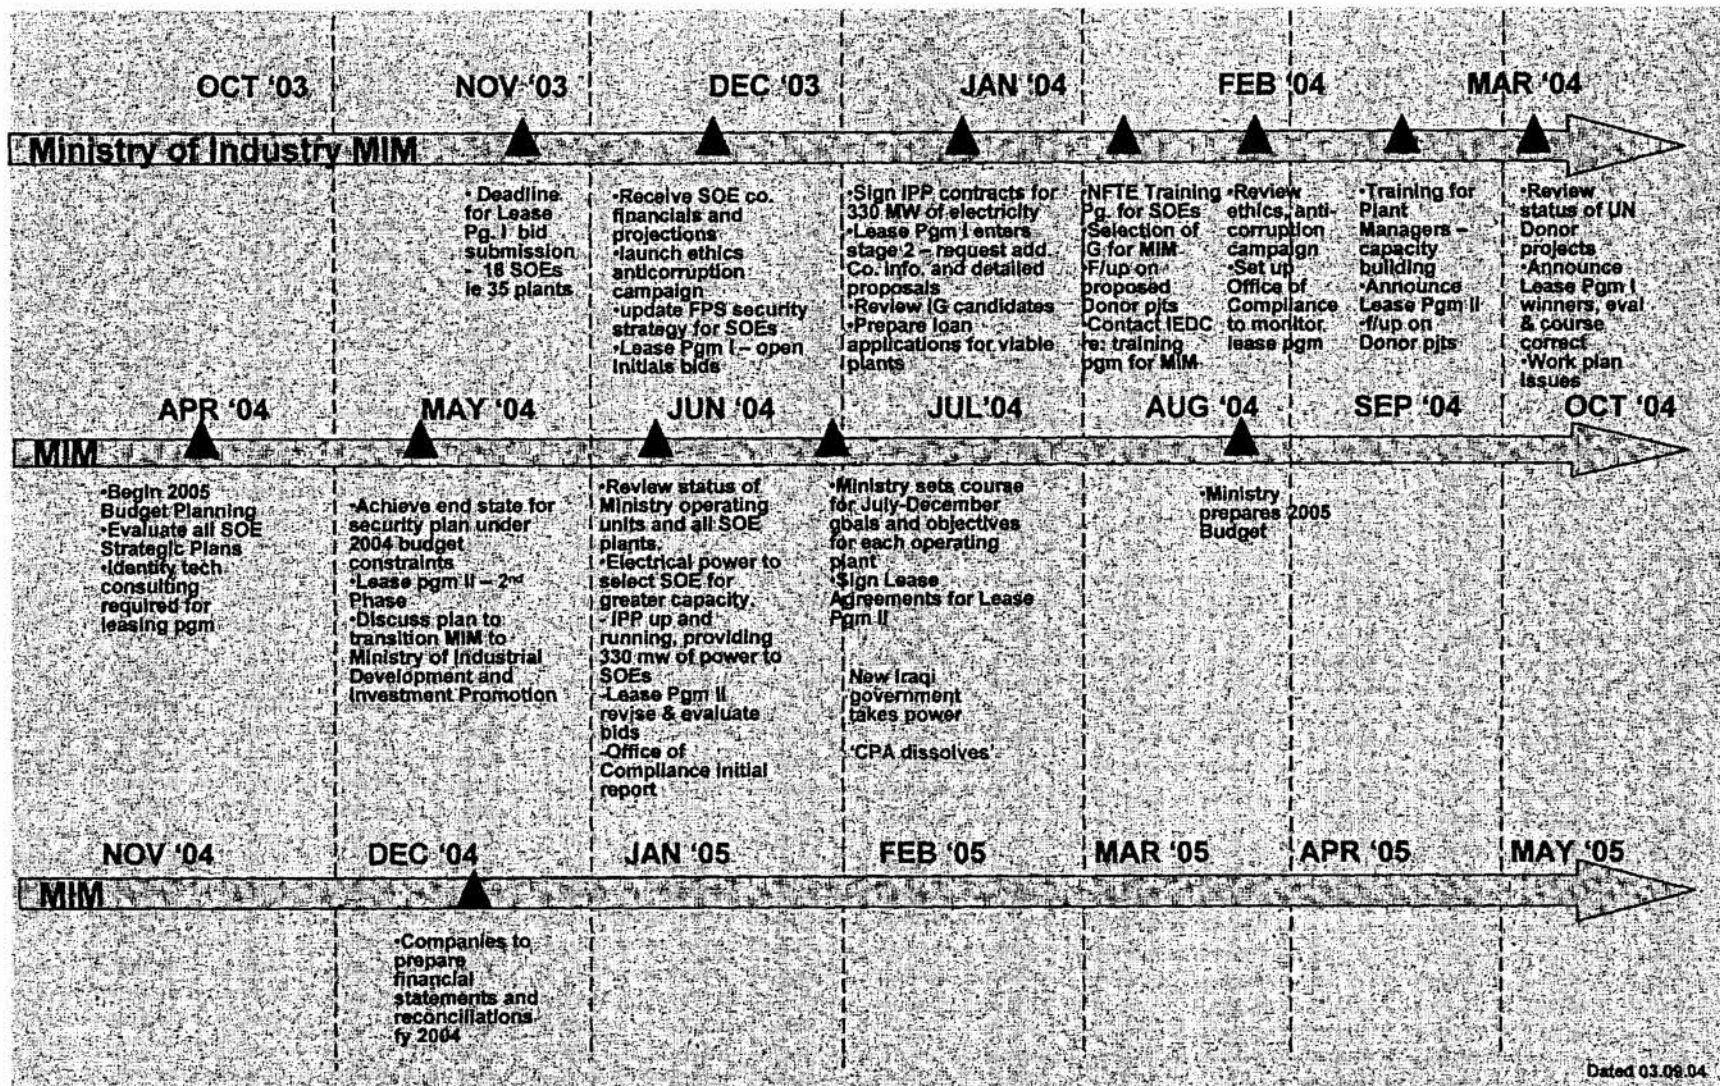 OCT ‘03
NOV ‘03
DEC ‘03
JAN ‘04
FEB ‘04
MAR ‘04
Ministry of Industry MIM
• Deadline
for Lease
Pg. I bid
submission
- 18 SOEs
ie 35 plants
•Receive SOE co.
financials and
projections
•launch ethics
anticorruption
campaign
•update FPS security
strategy for SOEs
•Lease Pgm I – open
initials bids
•Sign IPP contracts for
330 MW of electricity
•Lease Pgm I enters
stage 2 – request add.
Co. info. and detailed
proposals
•Review IG candidates
•Prepare loan
applications for viable
plants
•NFTE Training
Pg. for SOEs
•Selection of
G for MIM
•F/up on
proposed
Donor pjts
•Contact IEDC
re: training
pgm for MIM
•Review
ethics, anti-
corruption
campaign
•Set up
Office of
Compliance
to monitor
lease pgm
•Training for
Plant
Managers –
capacity
building
•Announce
Lease Pgm II
•f/up on
Donor pjts
•Review
status of UN
Donor
projects
•Announce
Lease Pgm I
winners, eval
& course
correct
•Work plan
issues
APR ‘04
MAY ‘04
JUN ‘04
JUL‘04
AUG ‘04
SEP ‘04
OCT ‘04
MIM
•Begin 2005
Budget Planning
•Evaluate all SOE
Strategic Plans
•Identify tech
consulting
required for
leasing pgm
•Achieve end state for
security plan under
2004 budget
constraints
•Lease pgm II – 2nd
Phase
•Discuss plan to
transition MIM to
Ministry of Industrial
Development and
Investment Promotion
•Review status of
Ministry operating
units and all SOE
plants.
•Electrical power to
select SOE for
greater capacity.
- IPP up and
running, providing
330 mw of power to
SOEs
-Lease Pgm II
revise & evaluate
bids
-Office of
Compliance initial
report
•Ministry sets course
for July-December
goals and objectives
for each operating
plant
•Sign Lease
Agreements for Lease
Pgm II
New Iraqi
government
takes power
‘CPA dissolves’
•Ministry
prepares 2005
Budget
NOV ‘04
DEC ‘04
JAN ‘05
FEB ‘05
MAR ‘05
APR ‘05
MAY ‘05
MIM
•Companies to
prepare
financial
statements and
reconciliations
fy 2004
Dated 03.09.04